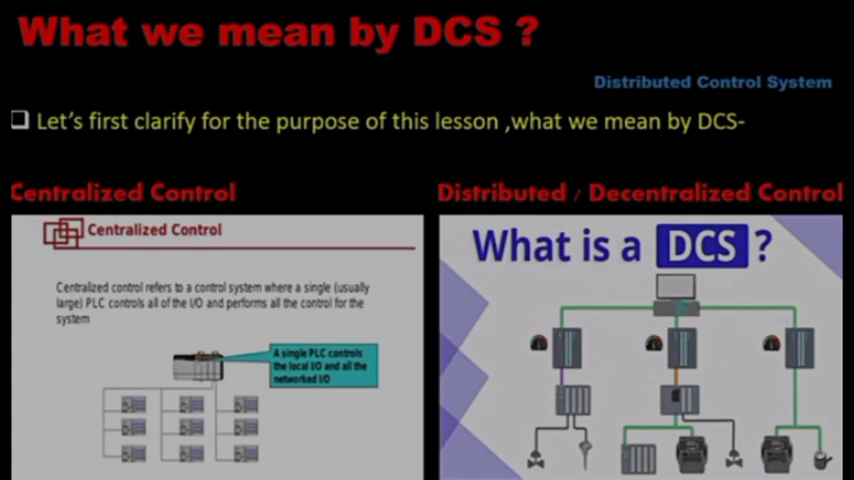 What we mean by DCS ?
Distributed Control System
Let's first clarify for the purpose of this lesson ,what we mean by DCS-
Centralized Control
Distributed / Decentralized Control
Centralized Control
Centralized control refers to a control system where a single (usually
large) PLC controls all of the I/O and performs all the control for the
system
A single PLC controls
the local I/O and all the
networked I/O
What is a DCS ?